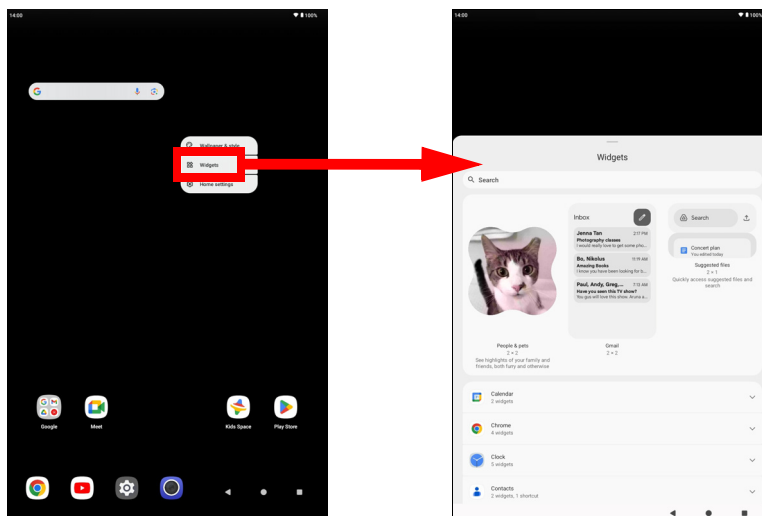 14:00
100%
Wallpaper & style
Widgets
Home settings
Google
Meet
Kids Space
Play Store
14:00
100%
Widgets
Search
Inbox
Jenna Tan 2:17 PM
Photography classes
I would really love to get some pho...
Bo, Nikolus 11:19 AM
Amazing Books
I know you have been looking for b...
Paul, Andy, Greg,... 7:13 AM
Have you seen this TV show?
You guys will love this show. Aruna a...
Search
Concert plan
You edited today
Suggested files
2 × 1
Quickly access suggested files and
search
People & pets
2 × 2
See highlights of your family and
friends, both furry and otherwise
Gmail
2 × 2
Calendar
2 widgets
Chrome
4 widgets
Clock
5 widgets
Contacts
2 widgets, 1 shortcut